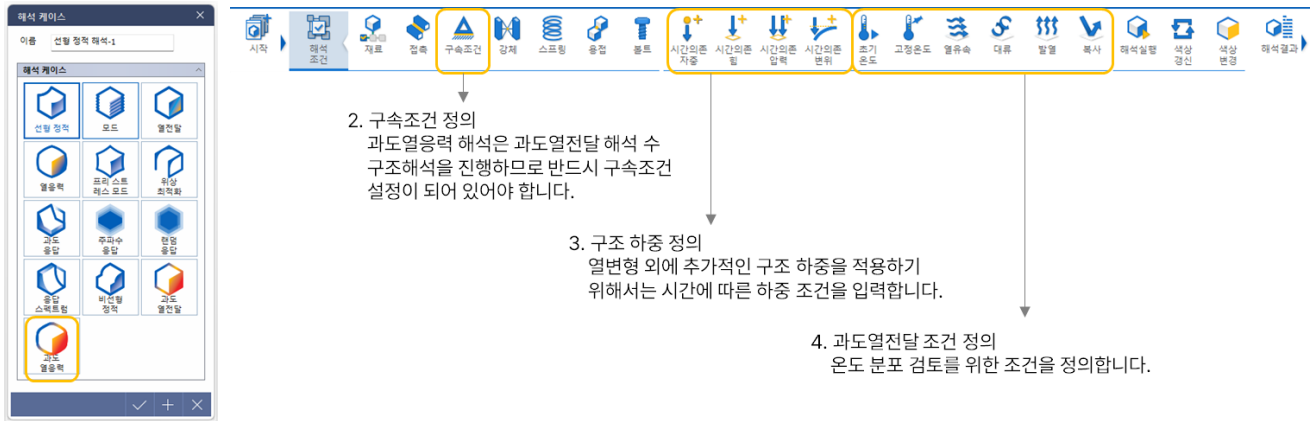 해석 케이스
이름 선형 정적 해석-1
해석 케이스
선형 정적
모드
열전달
열응력
프리 스트
레스 모드
위상
최적화
과도
응답
주파수
응답
랜덤
응답
응답
스펙트럼
비선형
정적
과도
열전달
과도
열응력
시작
해석
조건
재료
접촉
구속조건
강체
스프링
용접
볼트
시간의존
자중
시간의존
힘
시간의존
압력
시간의존
변위
초기
온도
고정온도
열유속
대류
발열
복사
해석실행
색상
갱신
색상
변경
해석결과
2. 구속조건 정의
과도열응력 해석은 과도열전달 해석 수
구조해석을 진행하므로 반드시 구속조건
설정이 되어 있어야 합니다.
3. 구조 하중 정의
열변형 외에 추가적인 구조 하중을 적용하기
위해서는 시간에 따른 하중 조건을 입력합니다.
4. 과도열전달 조건 정의
온도 분포 검토를 위한 조건을 정의합니다.